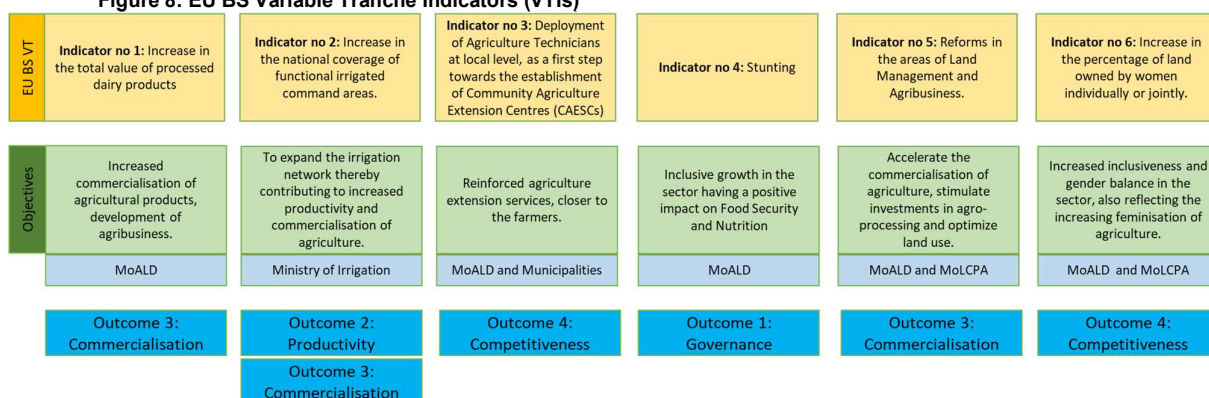 Figure 8: EU BS Variable Tranche Indicators (VTIs)
EU BS VT
Indicator no 1: Increase in
the total value of processed
dairy products
Indicator no 2: Increase in
the national coverage of
functional irrigated
command areas.
Indicator no 3: Deployment
of Agriculture Technicians
at local level, as a first step
towards the establishment
of Community Agriculture
Extension Centres (CAESCs)
Indicator no 4: Stunting
Indicator no 5: Reforms in
the areas of Land
Management and
Agribusiness.
Indicator no 6: Increase in
the percentage of land
owned by women
individually or jointly.
Objectives
Increased
commercialisation of
agricultural products,
development of
agribusiness.
To expand the irrigation
network thereby
contributing to increased
productivity and
commercialisation of
agriculture.
Reinforced agriculture
extension services, closer to
the farmers.
Inclusive growth in the
sector having a positive
impact on Food Security
and Nutrition
Accelerate the
commercialisation of
agriculture, stimulate
investments in agro-
processing and optimize
land use.
Increased inclusiveness and
gender balance in the
sector, also reflecting the
increasing feminisation of
agriculture.
MoALD
Ministry of Irrigation
MoALD and Municipalities
MoALD
MoALD and MoLCPA
MoALD and MoLCPA
Outcome 3:
Commercialisation
Outcome 2:
Productivity
Outcome 4:
Competitiveness
Outcome 1:
Governance
Outcome 3:
Commercialisation
Outcome 4:
Competitiveness
Outcome 3:
Commercialisation